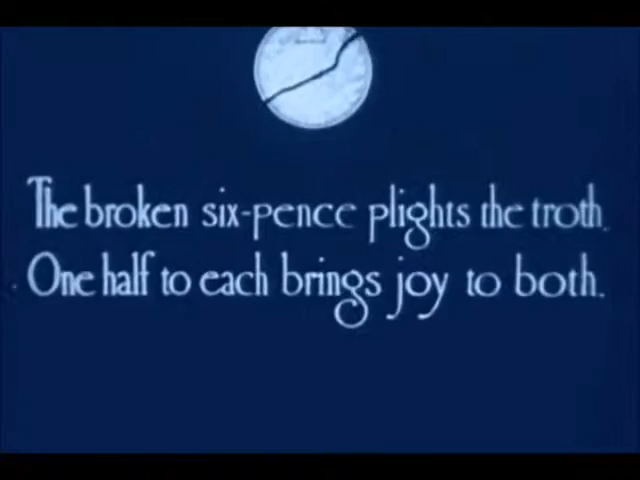 The broken six-pence plights the troth.
One half to each brings joy to both.